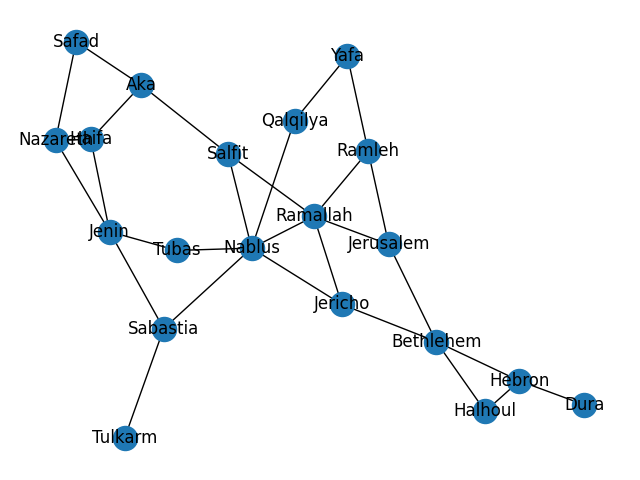 Safad
Yafa
Aka
Qalqilya
Nazareth
Haifa
Salfit
Ramleh
Ramallah
Jenin
Tubas
Nablus
Jerusalem
Jericho
Sabastia
Bethlehem
Hebron
Halhoul
Dura
Tulkarm